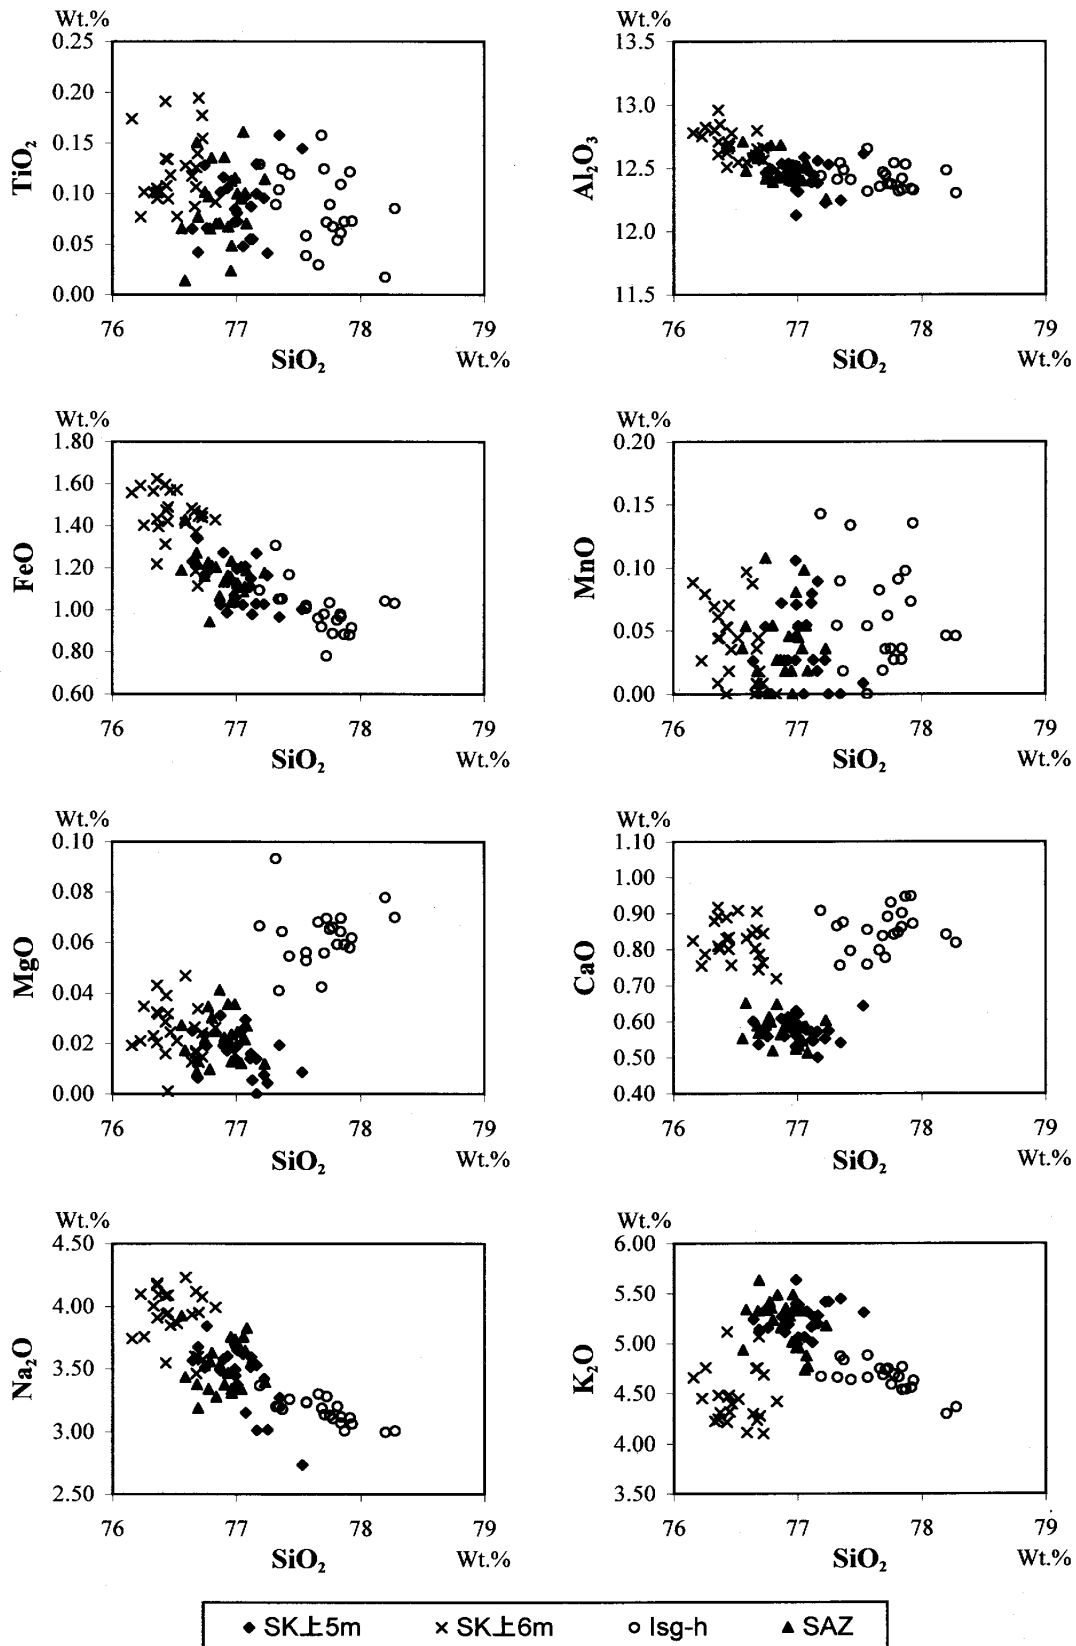 Wt.% Wt.%
0.25 13.5
0.20 13.0
0.15 12.5
0.10 12.0
0.05 11.5
0.00
TiO₂ Al₂O₃
76 77 78 79 76 77 78 79
SiO₂ Wt.% SiO₂ Wt.%
Wt.% Wt.%
1.80 0.20
1.60 0.15
1.40 0.10
1.20 0.05
1.00 0.00
0.80
0.60
FeO MnO
76 77 78 79 76 77 78 79
SiO₂ Wt.% SiO₂ Wt.%
Wt.% Wt.%
0.10 1.10
0.08 1.00
0.06 0.90
0.04 0.80
0.02 0.70
0.00 0.60
0.50
0.40
MgO CaO
76 77 78 79 76 77 78 79
SiO₂ Wt.% SiO₂ Wt.%
Wt.% Wt.%
4.50 6.00
4.00 5.50
3.50 5.00
3.00 4.50
2.50 4.00
3.50
Na₂O K₂O
76 77 78 79 76 77 78 79
SiO₂ Wt.% SiO₂ Wt.%
SK上5m SK上6m Isg-h SAZ